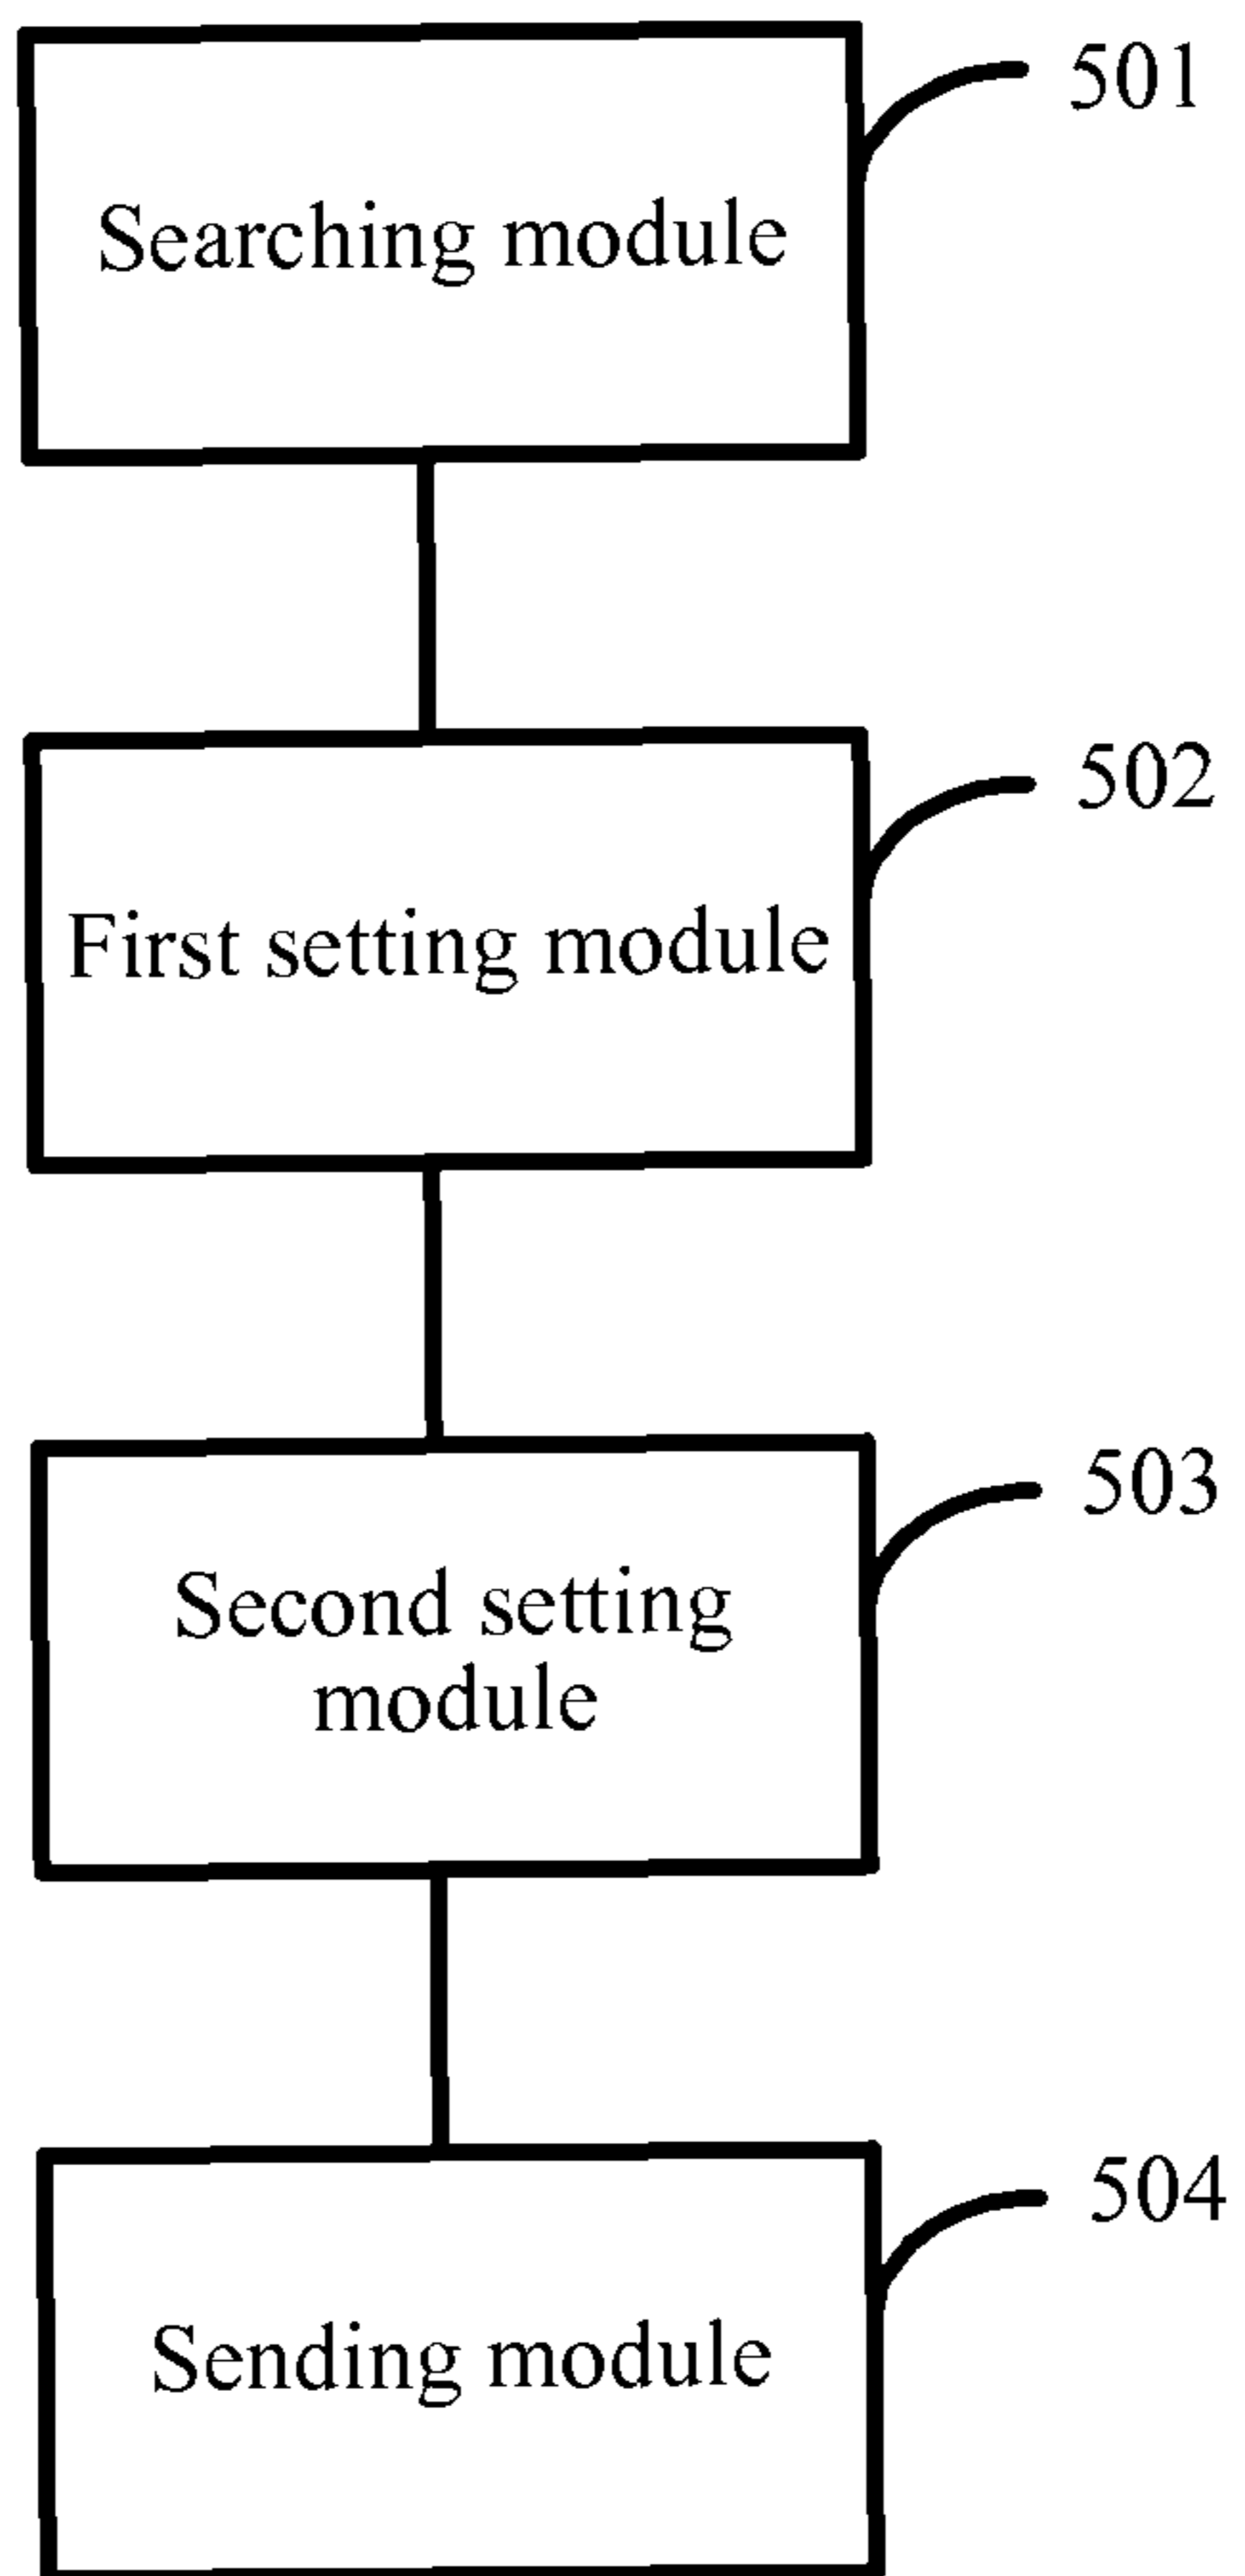 501
Searching module
502
First setting module
503
Second setting
module
504
Sending module